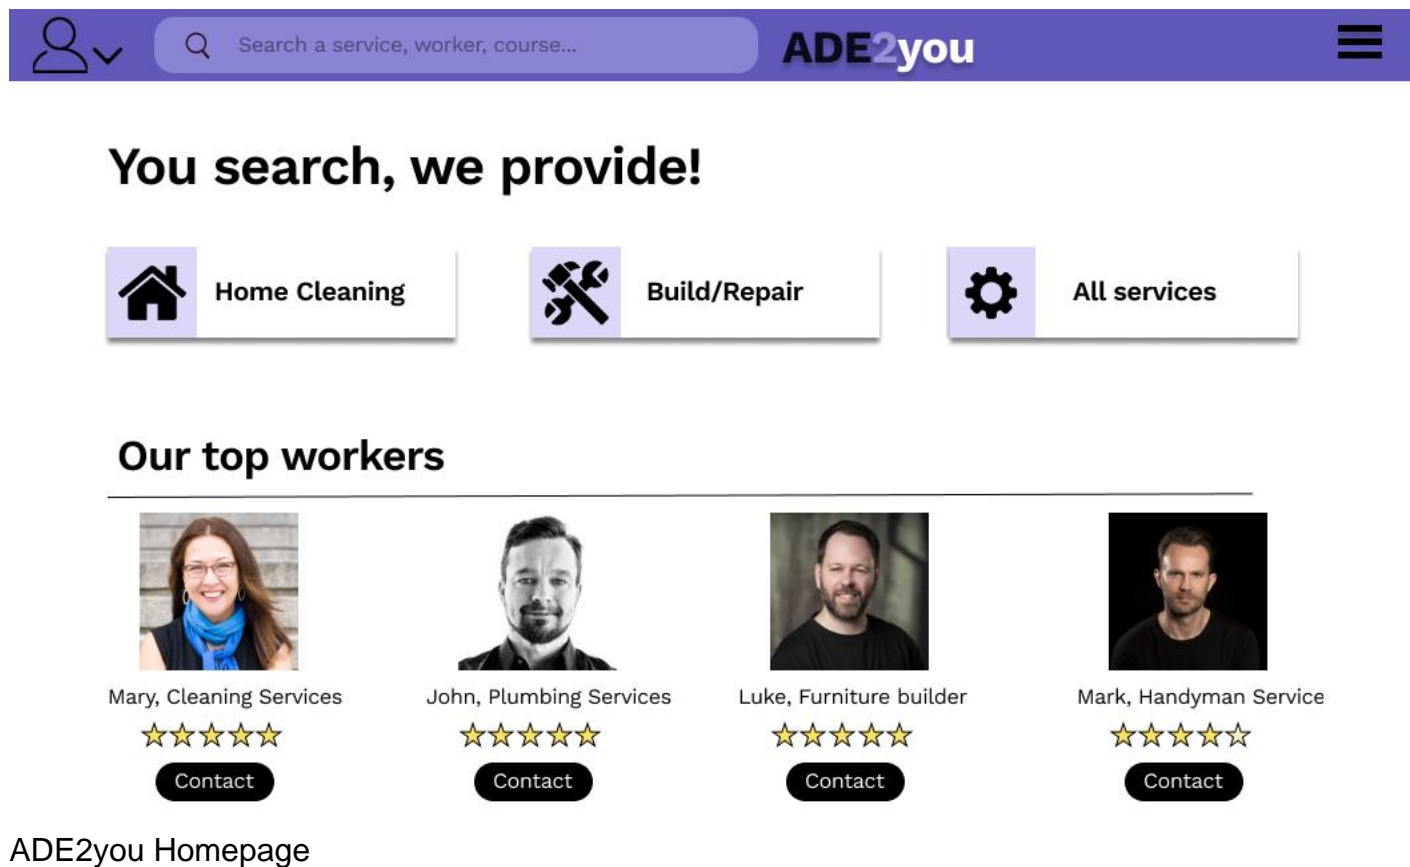 Search a service, worker, course...
ADE2you
You search, we provide!
Home Cleaning
Build/Repair
All services
Our top workers
Mary, Cleaning Services
John, Plumbing Services
Luke, Furniture builder
Mark, Handyman Service
Contact
Contact
Contact
Contact
ADE2you Homepage